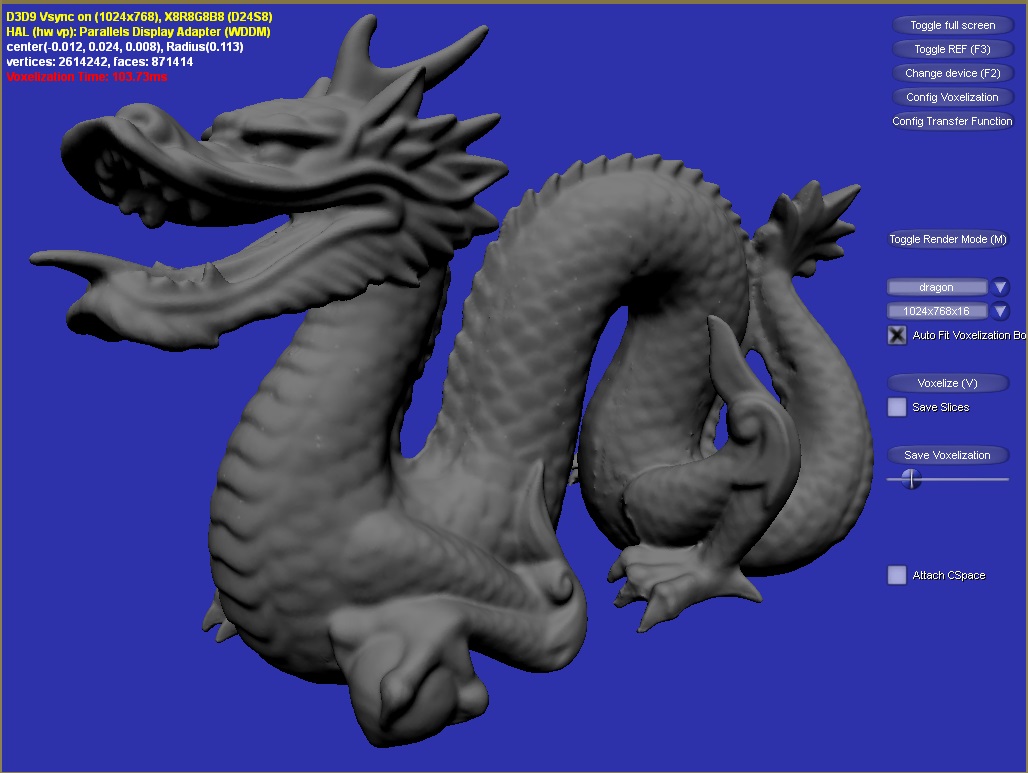 D3D9 Vsync on (1024x768), X8R8G8B8 (D24S8)
HAL (hw vp): Parallels Display Adapter (WDDM)
center(-0.012, 0.024, 0.008), Radius(0.113)
vertices: 2614242, faces: 871414
Voxelization Time: 103.73ms
Toggle full screen
Toggle REF (F3)
Change device (F2)
Config Voxelization
Config Transfer Function
Toggle Render Mode (M)
dragon
1024x768x16
Auto Fit Voxelization Bo
Voxelize (V)
Save Slices
Save Voxelization
Attach CSpace